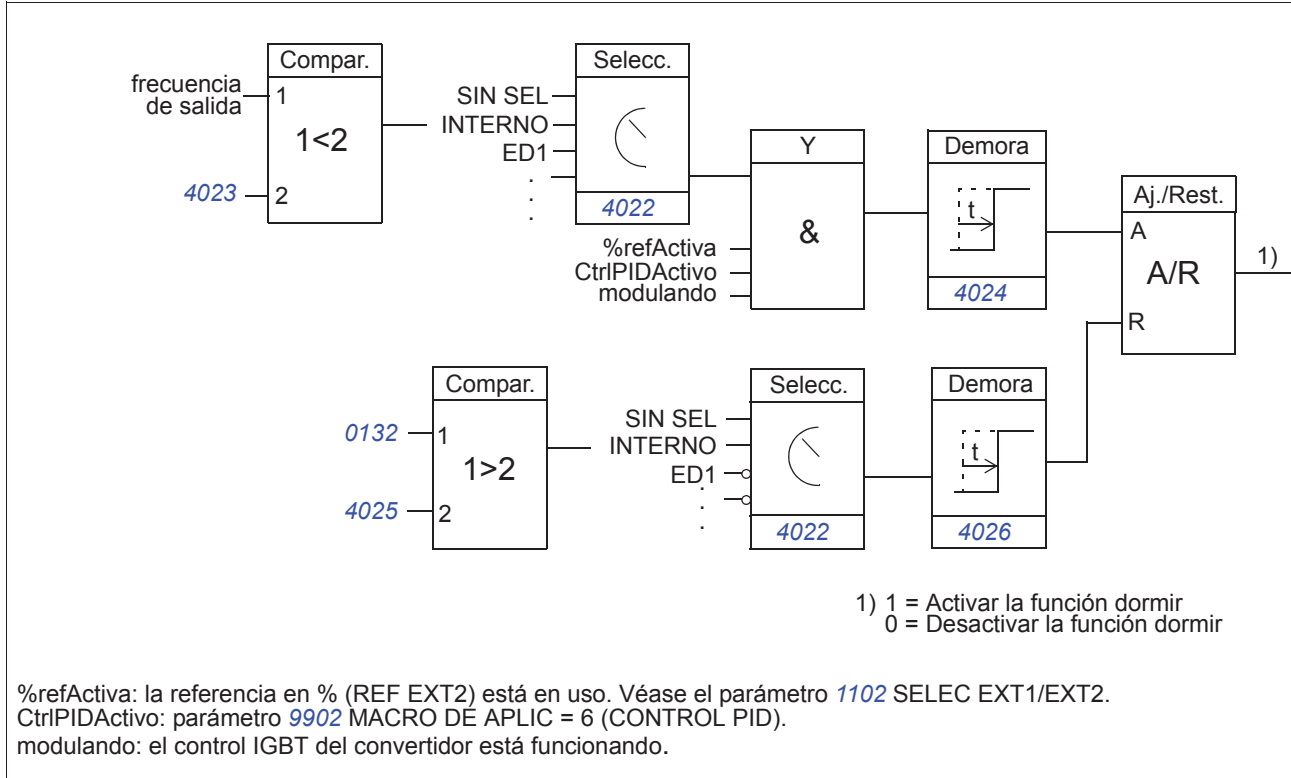 Compar.
frecuencia
de salida
1
1<2
4023
2
Selecc.
SIN SEL
INTERNO
ED1
.
.
.
4022
Y
&
%refActiva
CtrlPIDActivo
modulando
Demora
t
4024
Aj./Rest.
A
A/R
R
1)
Compar.
0132
1
1>2
4025
2
Selecc.
SIN SEL
INTERNO
ED1
.
.
.
4022
Demora
t
4026
1) 1 = Activar la función dormir
0 = Desactivar la función dormir
%refActiva: la referencia en % (REF EXT2) está en uso. Véase el parámetro 1102 SELEC EXT1/EXT2.
CtrlPIDActivo: parámetro 9902 MACRO DE APLIC = 6 (CONTROL PID).
modulando: el control IGBT del convertidor está funcionando.